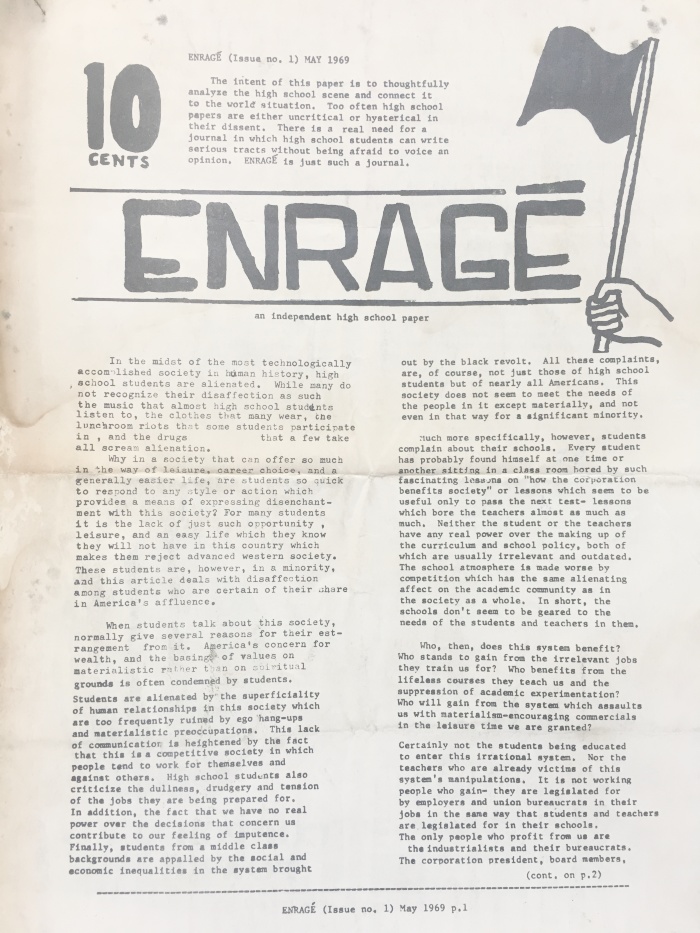 ENRAGÉ (Issue no. 1) MAY 1969
10
CENTS
The intent of this paper is to thoughtfully
analyze the high school scene and connect it
to the world situation. Too often high school
papers are either uncritical or hysterical in
their dissent. There is a real need for a
journal in which high school students can write
serious tracts without being afraid to voice an
opinion. ENRAGÉ is just such a journal.
ENRAGÉ
an independent high school paper
In the midst of the most technologically
accomplished society in human history, high
school students are alienated. While many do
not recognize their disaffection as such
the music that almost high school students
listen to, the clothes that many wear, the
lunchroom riots that some students participate
in , and the drugs that a few take
all scream alienation.
Why in a society that can offer so much
in the way of leisure, career choice, and a
generally easier life, are students so quick
to respond to any style or action which
provides a means of expressing disenchant-
ment with this society? For many students
it is the lack of just such opportunity ,
leisure, and an easy life which they know
they will not have in this country which
makes them reject advanced western society.
These students are, however, in a minority,
and this article deals with disaffection
among students who are certain of their share
in America's affluence.
When students talk about this society,
normally give several reasons for their est-
rangement from it. America's concern for
wealth, and the basing of values on
materialistic rather than on spiritual
grounds is often condemned by students.
Students are alienated by the superficiality
of human relationships in this society which
are too frequently ruined by ego hang-ups
and materialistic preoccupations. This lack
of communication is heightened by the fact
that this is a competitive society in which
people tend to work for themselves and
against others. High school students also
criticize the dullness, drudgery and tension
of the jobs they are being prepared for.
In addition, the fact that we have no real
power over the decisions that concern us
contribute to our feeling of imputence.
Finally, students from a middle class
backgrounds are appalled by the social and
economic inequalities in the system brought
out by the black revolt. All these complaints,
are, of course, not just those of high school
students but of nearly all Americans. This
society does not seem to meet the needs of
the people in it except materially, and not
even in that way for a significant minority.
Much more specifically, however, students
complain about their schools. Every student
has probably found himself at one time or
another sitting in a class room bored by such
fascinating lessons on "how the corporation
benefits society" or lessons which seem to be
useful only to pass the next test- lessons
which bore the teachers almost as much as
much. Neither the student or the teachers
have any real power over the making up of
the curriculum and school policy, both of
which are usually irrelevant and outdated.
The school atmosphere is made worse by
competition which has the same alienating
affect on the academic community as in
the society as a whole. In short, the
schools don't seem to be geared to the
needs of the students and teachers in them.
Who, then, does this system benefit?
Who stands to gain from the irrelevant jobs
they train us for? Who benefits from the
lifeless courses they teach us and the
suppression of academic experimentation?
Who will gain from the system which assaults
us with materialism-encouraging commercials
in the leisure time we are granted?
Certainly not the students being educated
to enter this irrational system. Nor the
teachers who are already victims of this
system's manipulations. It is not working
people who gain- they are legislated for
by employers and union bureaucrats in their
jobs in the same way that students and teachers
are legislated for in their schools.
The only people who profit from us are
the industrialists and their bureaucrats.
The corporation president, board members,
(cont. on p.2)
ENRAGÉ (Issue no. 1) May 1969 p.1